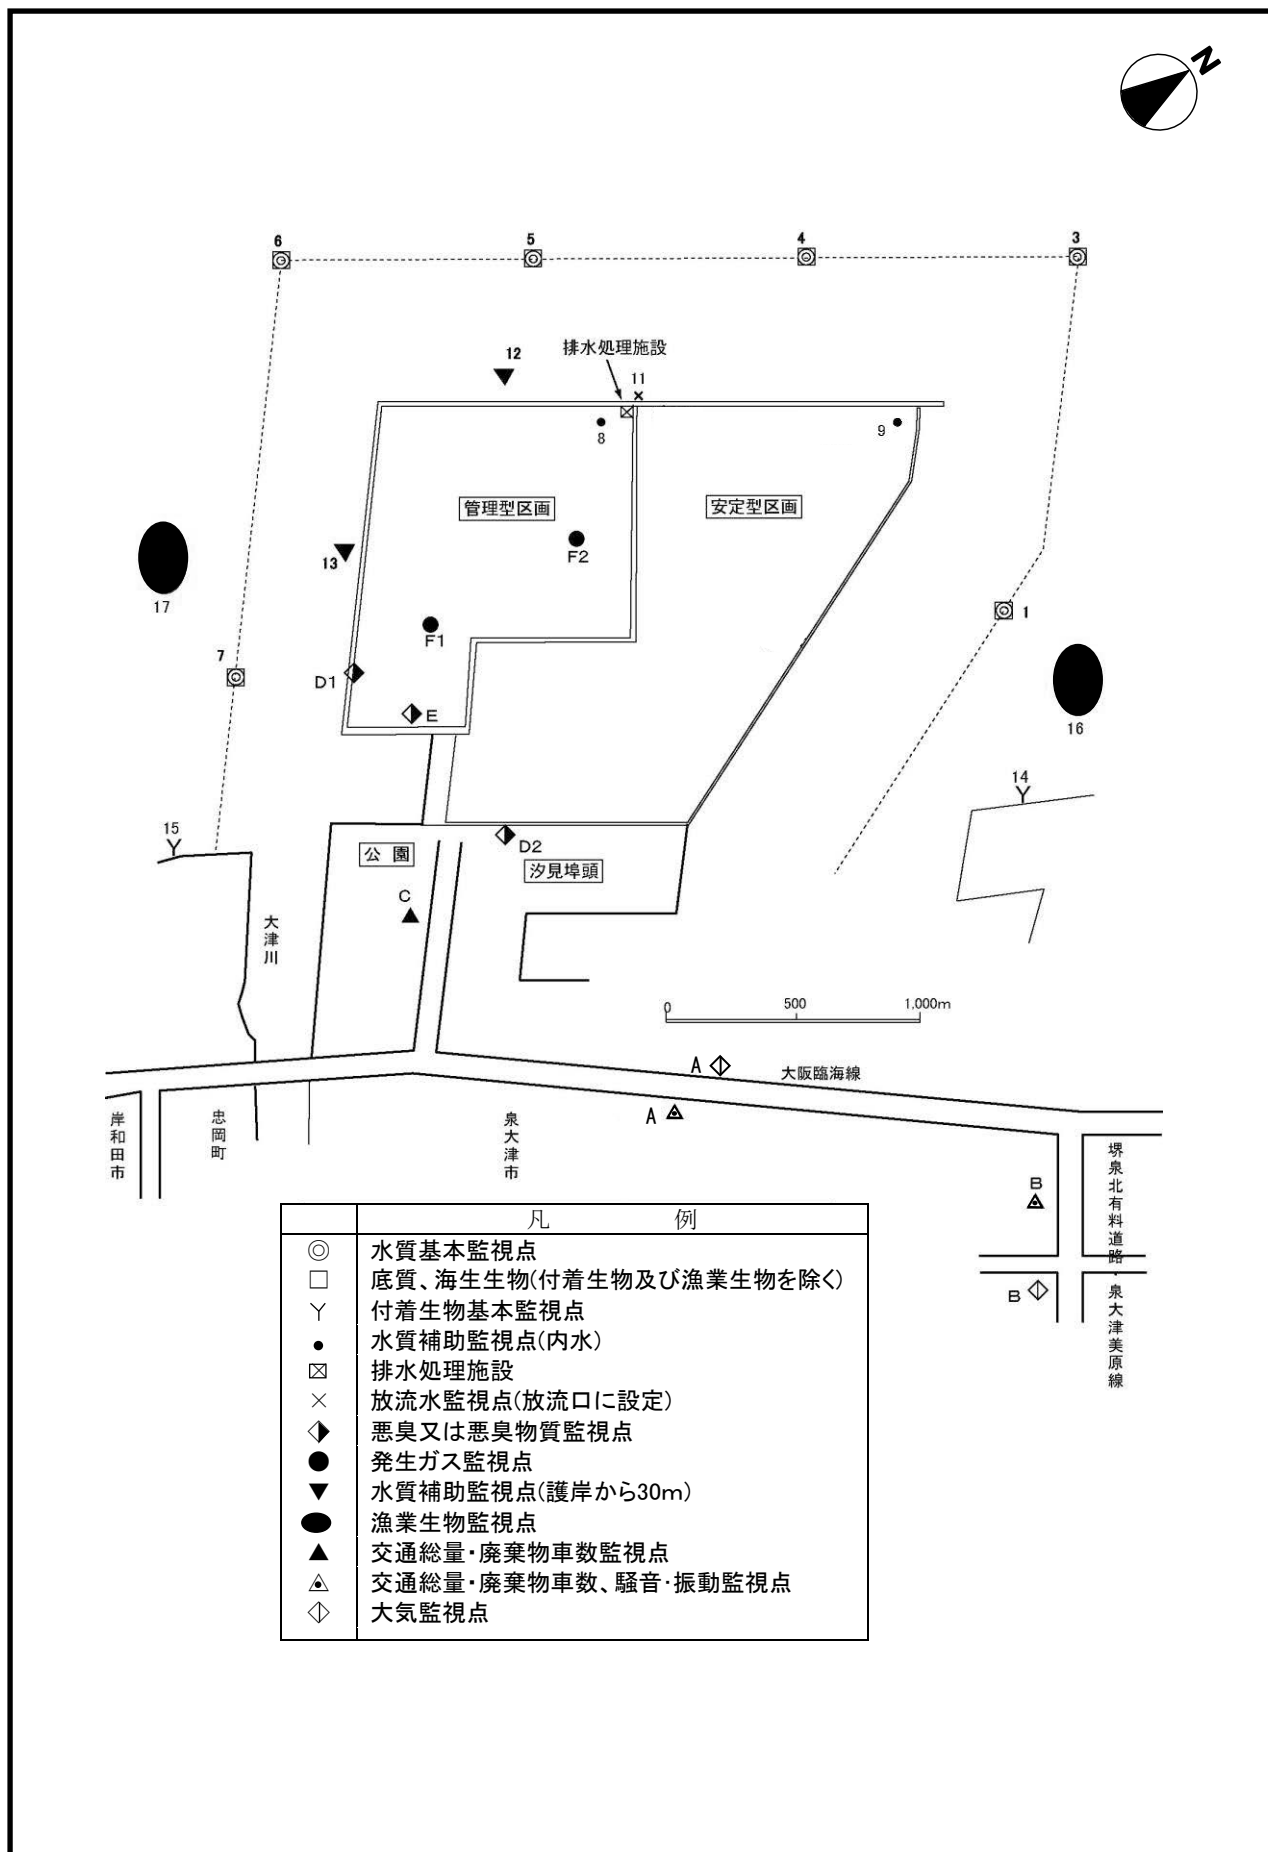 N
6
5
4
3
12
排水処理施設
11
8
9
管理型区画
安定型区画
F2
13
17
F1
1
7
D1
E
16
14
15
公 園
D2
汐見埠頭
C
大津川
0 500 1,000m
A
大阪臨海線
A
岸和田市
忠岡町
泉大津市
B
B
堺泉北有料道路・泉大津美原線
凡 例
◎ 水質基本監視点
□ 底質、海生生物(付着生物及び漁業生物を除く)
Y 付着生物基本監視点
● 水質補助監視点(内水)
⊠ 排水処理施設
× 放流水監視点(放流口に設定)
悪臭又は悪臭物質監視点
● 発生ガス監視点
▼ 水質補助監視点(護岸から30m)
漁業生物監視点
▲ 交通総量・廃棄物車数監視点
交通総量・廃棄物車数、騒音・振動監視点
大気監視点